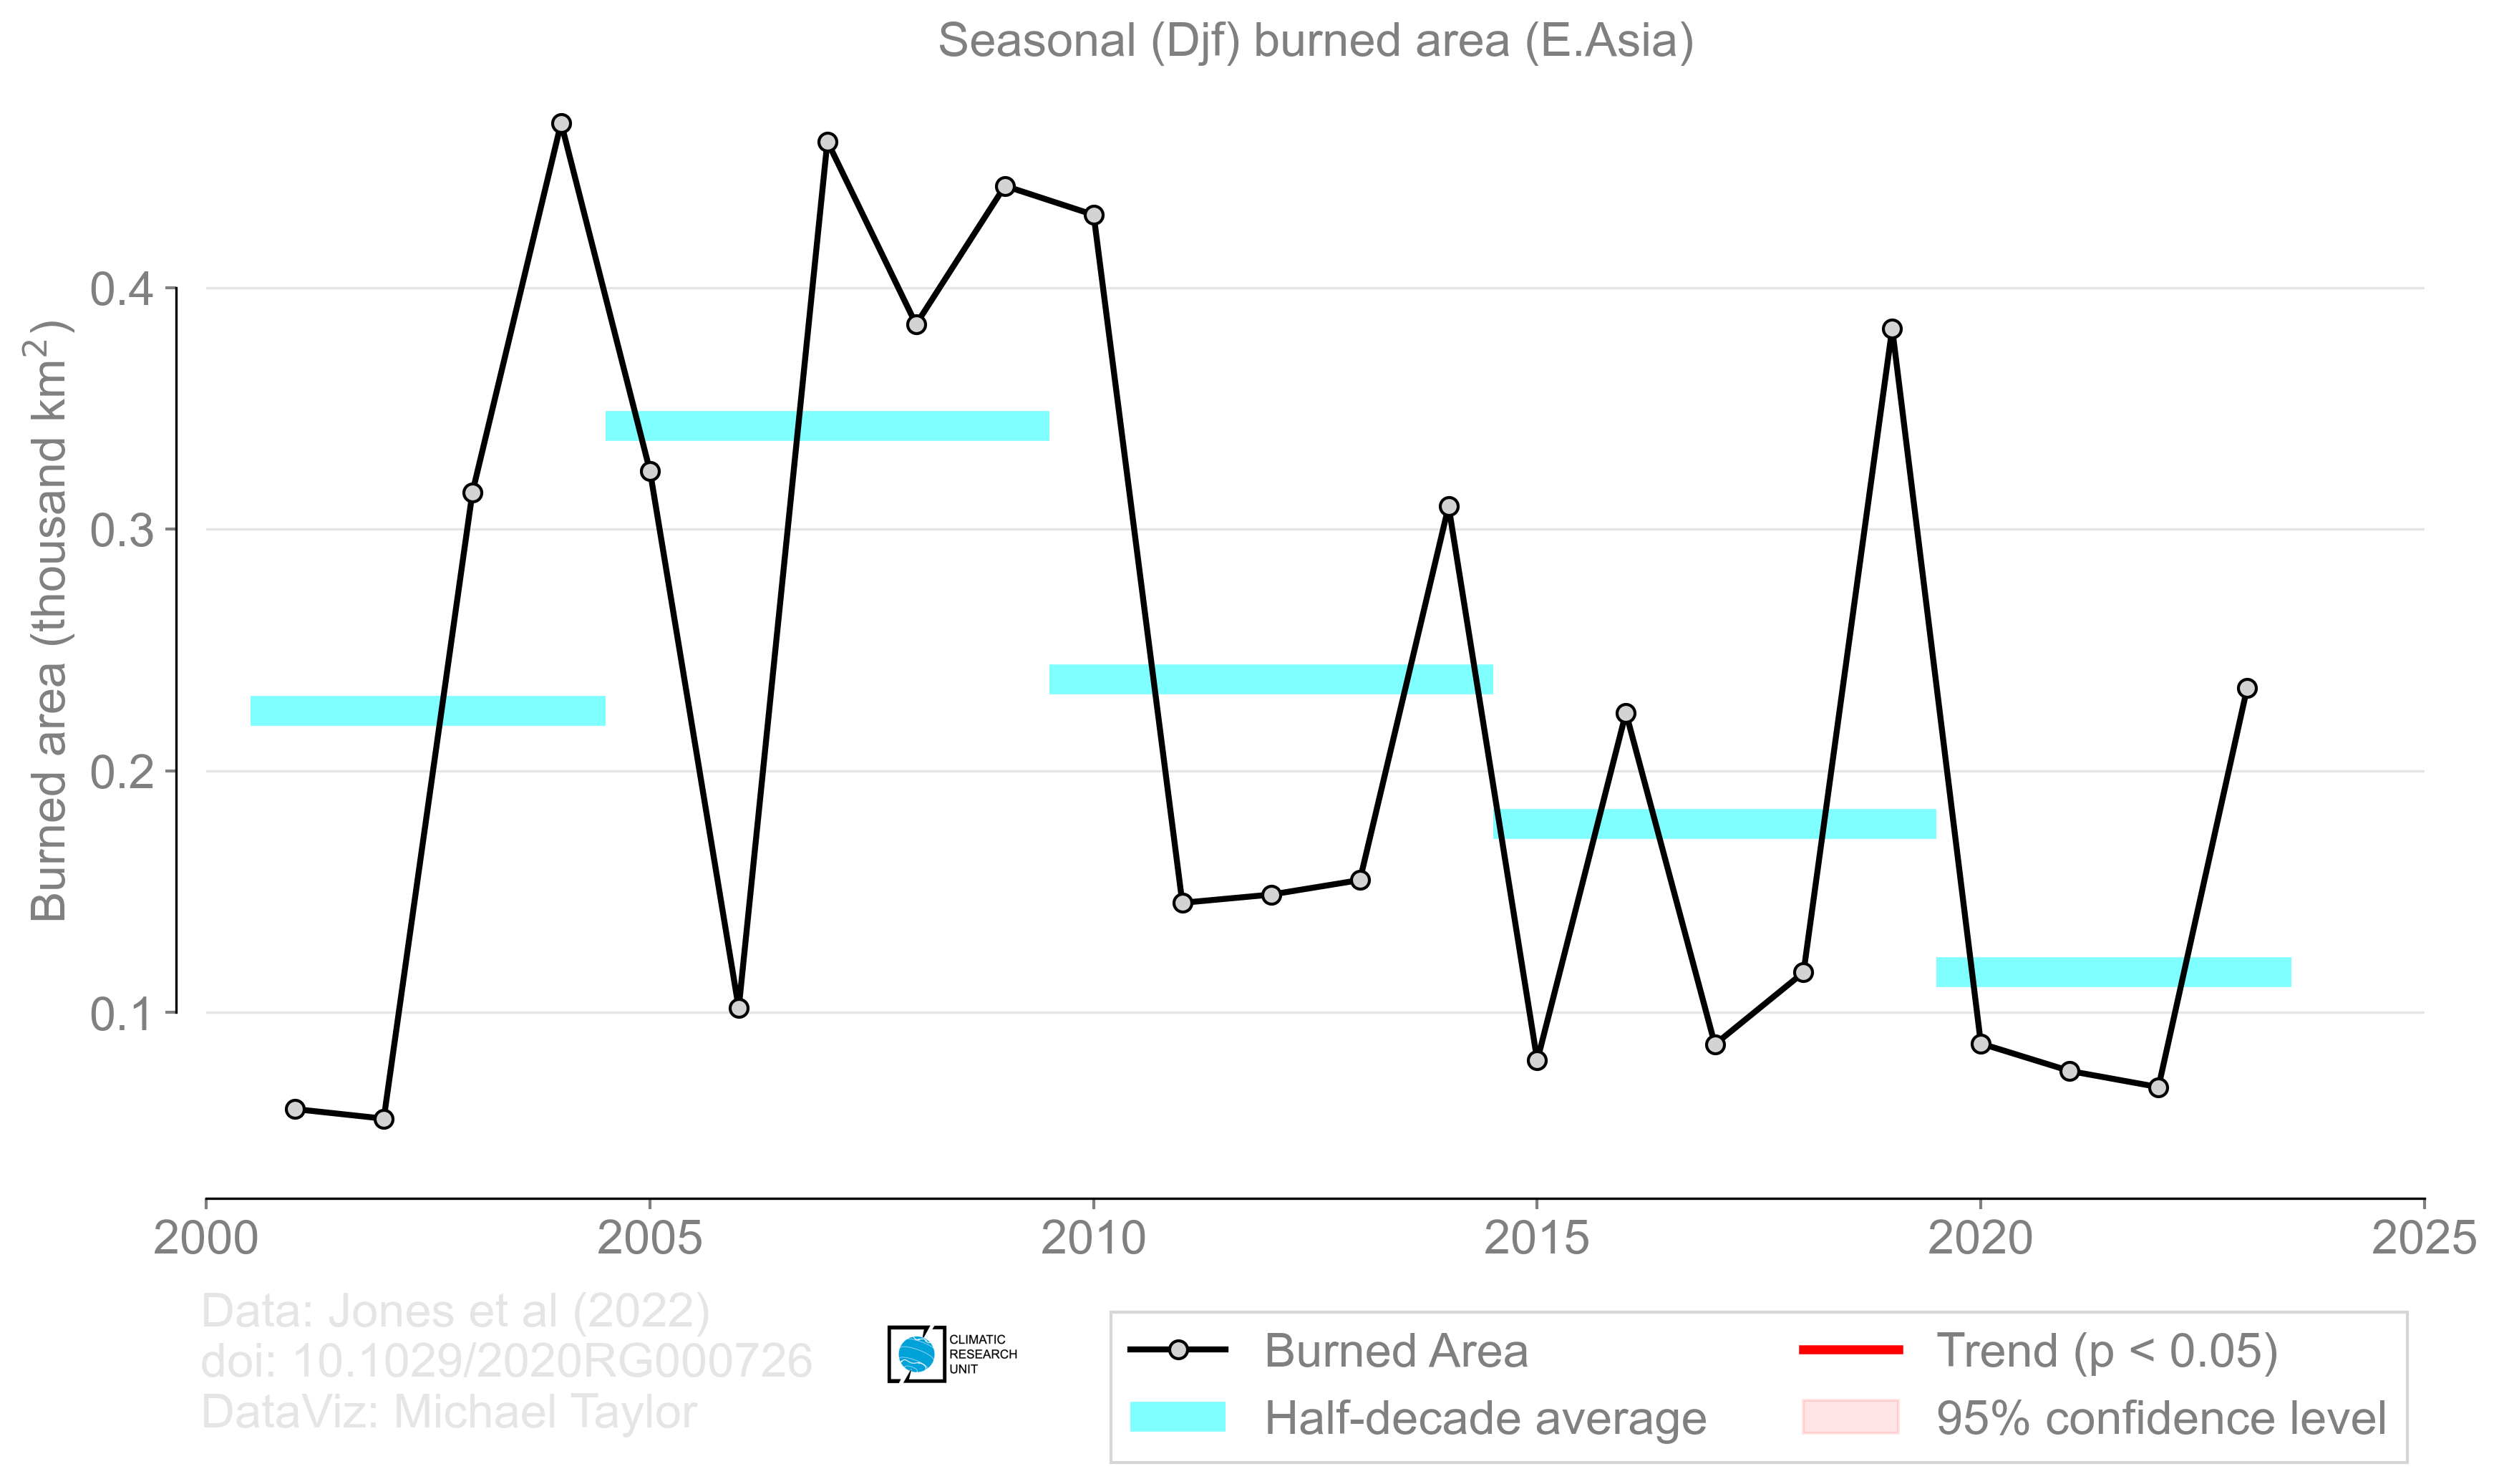 Seasonal (Djf) burned area (E.Asia)
Burned area (thousand km²)
0.4
0.3
0.2
0.1
2000 2005 2010 2015 2020 2025
Data: Jones et al (2022)
doi: 10.1029/2020RG000726
DataViz: Michael Taylor
CLIMATIC
RESEARCH
UNIT
Burned Area
Half-decade average
Trend (p < 0.05)
95% confidence level